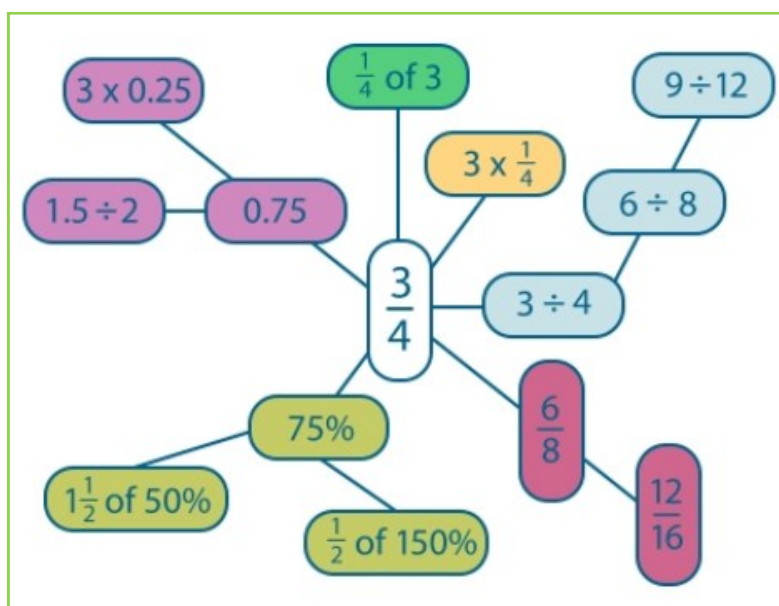 3 x 0.25
1/4 of 3
9 ÷ 12
3 x 1/4
1.5 ÷ 2
0.75
6 ÷ 8
3/4
3 ÷ 4
75%
6/8
1 1/2 of 50%
1/2 of 150%
12/16